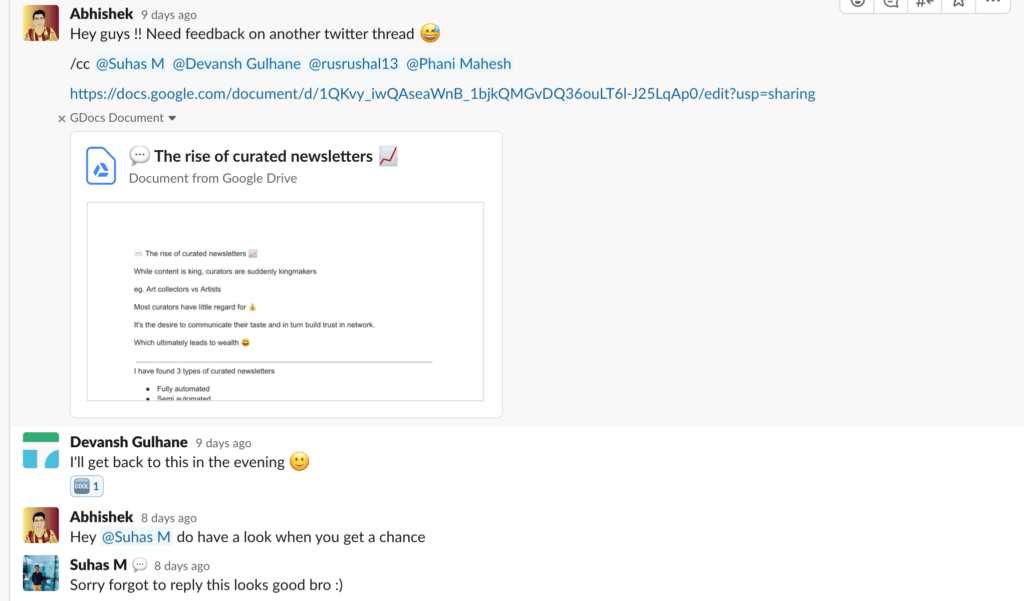 Abhishek 9 days ago
Hey guys !! Need feedback on another twitter thread 😅
/cc @Suhas M @Devansh Gulhane @rusrushal13 @Phani Mahesh
https://docs.google.com/document/d/1QKvy_iwQAseaWnB_1bjkQMGvDQ36ouLT6l-J25LqAp0/edit?usp=sharing
× GDocs Document ▾
💬 The rise of curated newsletters 📈
Document from Google Drive
The rise of curated newsletters 📈
While content is king, curators are suddenly kingmakers
eg. Art collectors vs Artists
Most curators have little regard for 💰
It's the desire to communicate their taste and in turn build trust in network.
Which ultimately leads to wealth 😄
I have found 3 types of curated newsletters
• Fully automated
• Semi automated
Devansh Gulhane 9 days ago
I'll get back to this in the evening 🙂
COOL 1
Abhishek 8 days ago
Hey @Suhas M do have a look when you get a chance
Suhas M 💬 8 days ago
Sorry forgot to reply this looks good bro :)